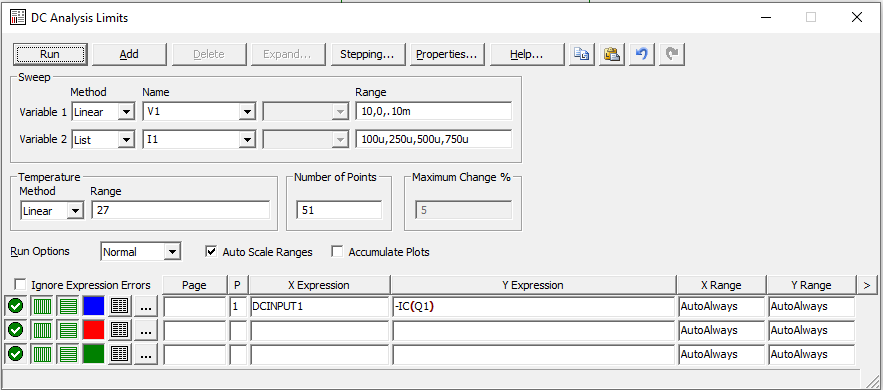 DC Analysis Limits
Run Add Delete Expand... Stepping... Properties... Help...
Sweep
Method Name Range
Variable 1 Linear V1 10,0,.10m
Variable 2 List I1 100u,250u,500u,750u
Temperature Number of Points Maximum Change %
Method Range
Linear 27 51 5
Run Options Normal Auto Scale Ranges Accumulate Plots
Ignore Expression Errors Page P X Expression Y Expression X Range Y Range >
... 1 DCINPUT1 -IC(Q1) AutoAlways AutoAlways
... AutoAlways AutoAlways
... AutoAlways AutoAlways